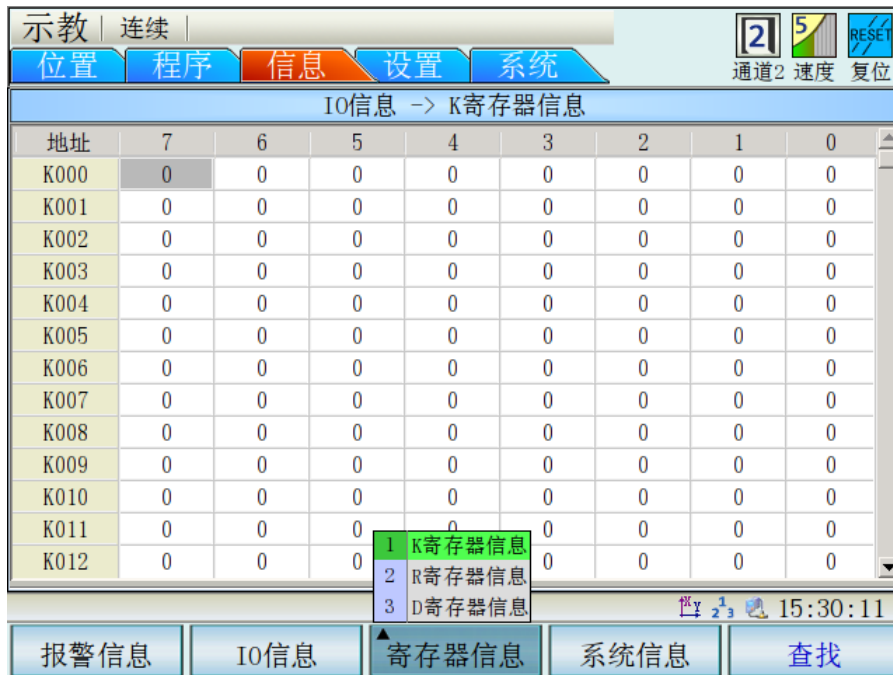 示教 连续
2 5 RESET
位置 程序 信息 设置 系统 通道2 速度 复位
IO信息 -> K寄存器信息
地址 7 6 5 4 3 2 1 0
K000 0 0 0 0 0 0 0 0
K001 0 0 0 0 0 0 0 0
K002 0 0 0 0 0 0 0 0
K003 0 0 0 0 0 0 0 0
K004 0 0 0 0 0 0 0 0
K005 0 0 0 0 0 0 0 0
K006 0 0 0 0 0 0 0 0
K007 0 0 0 0 0 0 0 0
K008 0 0 0 0 0 0 0 0
K009 0 0 0 0 0 0 0 0
K010 0 0 0 0 0 0 0 0
K011 0 0 0 0 0 0 0 0
K012 0 0 0 0 0 0 0
1 K寄存器信息
2 R寄存器信息
3 D寄存器信息
XY 213 15:30:11
报警信息 IO信息 寄存器信息 系统信息 查找